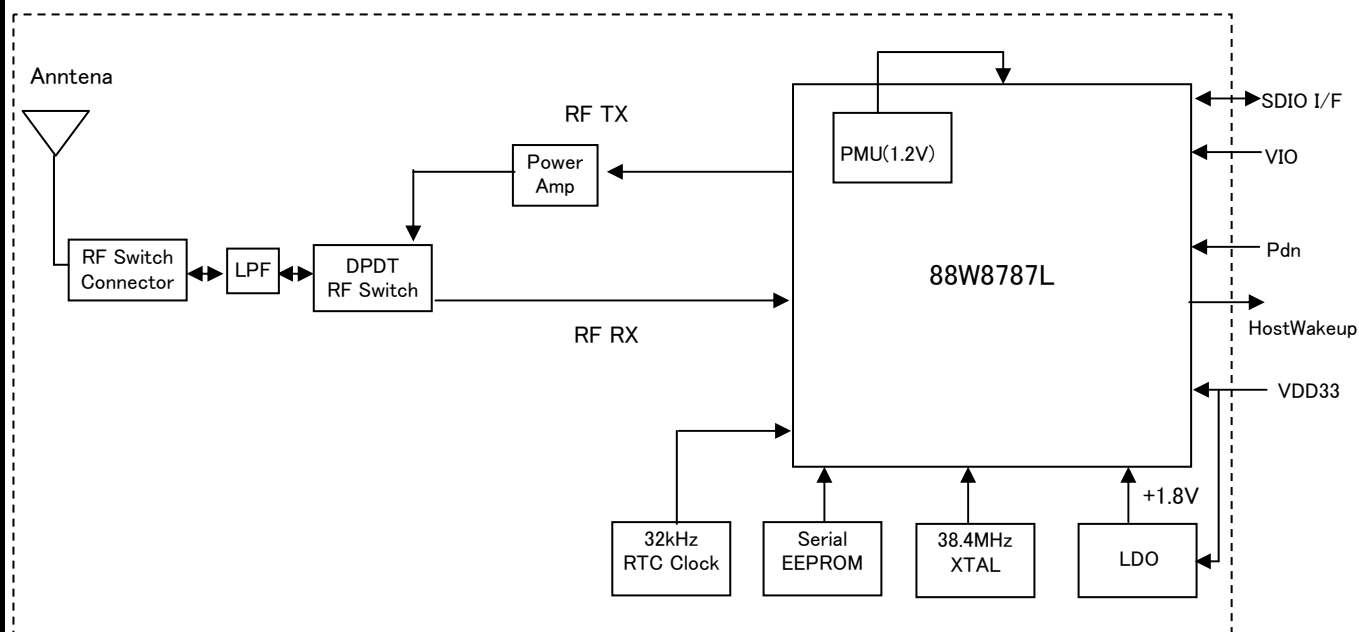 Anntena
RF TX
Power
Amp
RF Switch
Connector
LPF
DPDT
RF Switch
RF RX
PMU(1.2V)
88W8787L
SDIO I/F
VIO
Pdn
HostWakeup
VDD33
+1.8V
32kHz
RTC Clock
Serial
EEPROM
38.4MHz
XTAL
LDO